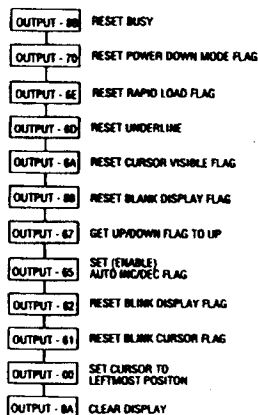 OUTPUT - 8B RESET BUSY
OUTPUT - 7D RESET POWER DOWN MODE FLAG
OUTPUT - 6E RESET RAPID LOAD FLAG
OUTPUT - 6D RESET UNDERLINE
OUTPUT - 6A RESET CURSOR VISIBLE FLAG
OUTPUT - RESET BLANK DISPLAY FLAG
OUTPUT - 67 GET UP/DOWN FLAG TO UP
OUTPUT - 65 SET (ENABLE)
AUTO INC/DEC FLAG
OUTPUT - 62 RESET BLINK DISPLAY FLAG
OUTPUT - 61 RESET BLINK CURSOR FLAG
OUTPUT - 00 SET CURSOR TO
LEFTMOST POSITON
OUTPUT - 8A CLEAR DISPLAY